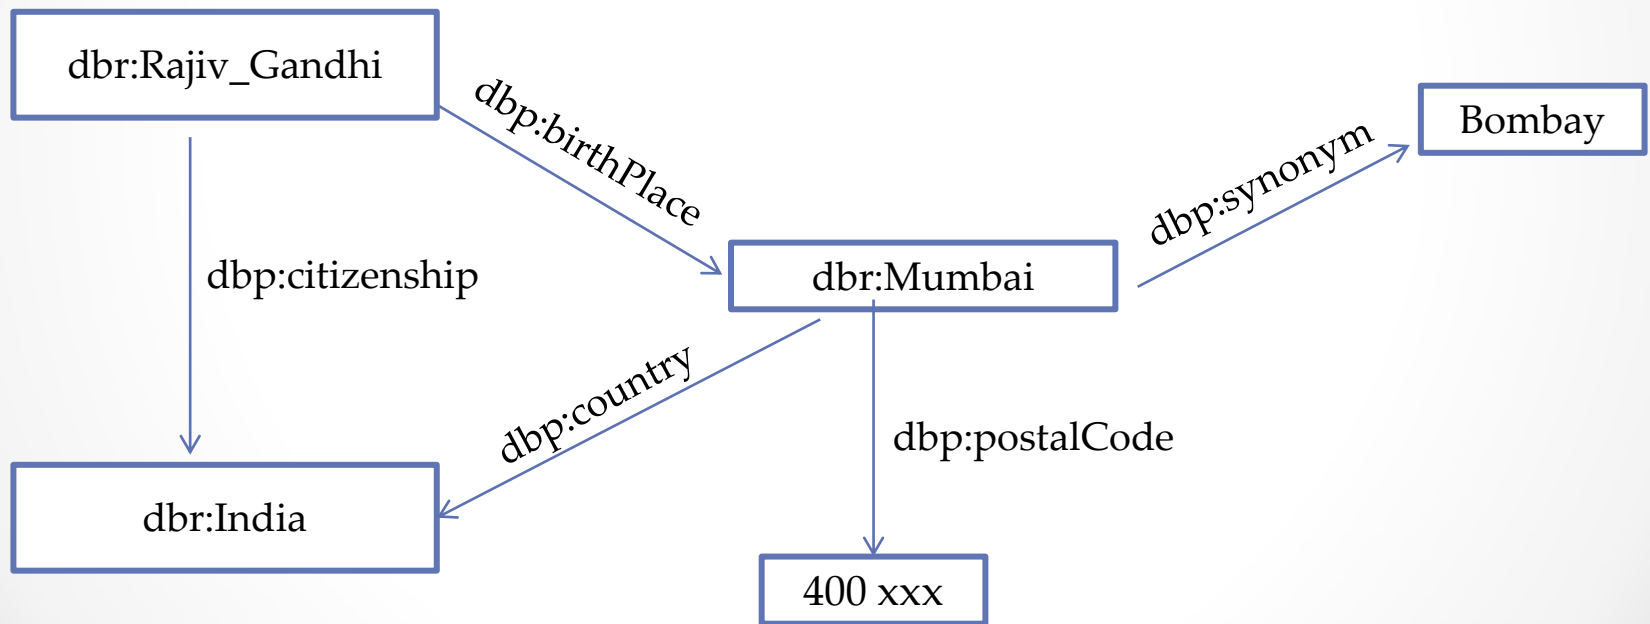 dbr:Rajiv_Gandhi
dbp:birthPlace
Bombay
dbp:synonym
dbp:citizenship
dbr:Mumbai
dbp:country
dbp:postalCode
dbr:India
400 xxx